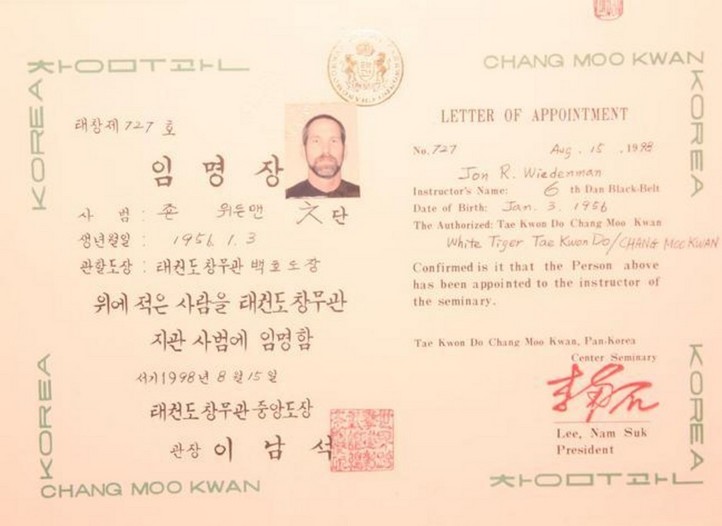 CHANG MOO KWAN
KOREA
KOREA
태창제 727 호
임명장
사 범 : 존 위든맨 단
생년월일 : 1956. 1. 3
관할도장 : 태권도창무관 백호도장
위에 적은 사람을 태권도창무관
지관 사범에 임명함
서기1998년 8월 15일
태권도창무관 중앙도장
관장 이 남 석
LETTER OF APPOINTMENT
No. 727 Aug. 15, 1998
Jon R. Wiedenman
Instructor's Name: 6 th Dan Black-Belt
Date of Birth: Jan. 3. 1956
The Authorized: Tae Kwon Do Chang Moo Kwan
White Tiger Tae Kwon Do/CHANG MOO KWAN
Confirmed is it that the Person above
has been appointed to the instructor of
the seminary.
Tae Kwon Do Chang Moo Kwan, Pan-Korea
Center Seminary
Lee, Nam Suk
President
KOREA
KOREA
CHANG MOO KWAN